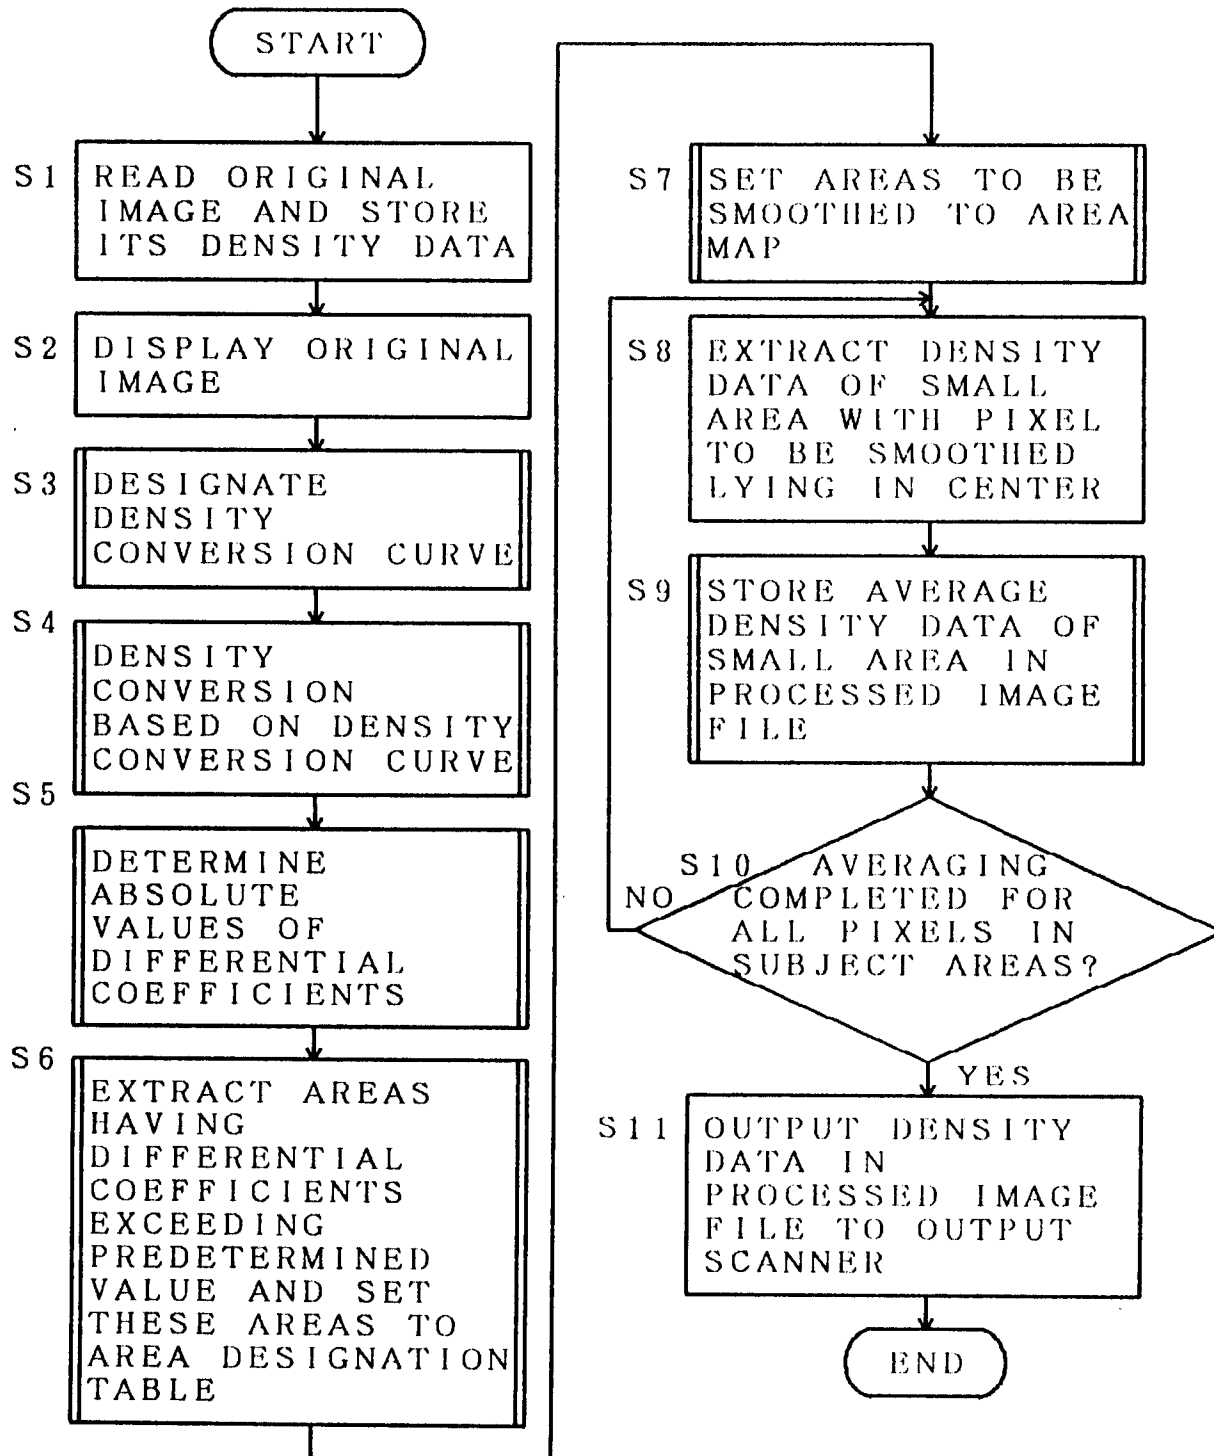 START
S1
READ ORIGINAL
IMAGE AND STORE
ITS DENSITY DATA
S2
DISPLAY ORIGINAL
IMAGE
S3
DESIGNATE
DENSITY
CONVERSION CURVE
S4
DENSITY
CONVERSION
BASED ON DENSITY
CONVERSION CURVE
S5
DETERMINE
ABSOLUTE
VALUES OF
DIFFERENTIAL
COEFFICIENTS
S6
EXTRACT AREAS
HAVING
DIFFERENTIAL
COEFFICIENTS
EXCEEDING
PREDETERMINED
VALUE AND SET
THESE AREAS TO
AREA DESIGNATION
TABLE
S7
SET AREAS TO BE
SMOOTHED TO AREA
MAP
S8
EXTRACT DENSITY
DATA OF SMALL
AREA WITH PIXEL
TO BE SMOOTHED
LYING IN CENTER
S9
STORE AVERAGE
DENSITY DATA OF
SMALL AREA IN
PROCESSED IMAGE
FILE
S10
AVERAGING
COMPLETED FOR
ALL PIXELS IN
SUBJECT AREAS?
NO
YES
S11
OUTPUT DENSITY
DATA IN
PROCESSED IMAGE
FILE TO OUTPUT
SCANNER
END